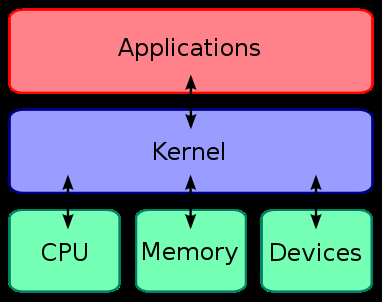 Applications
Kernel
CPU
Memory
Devices